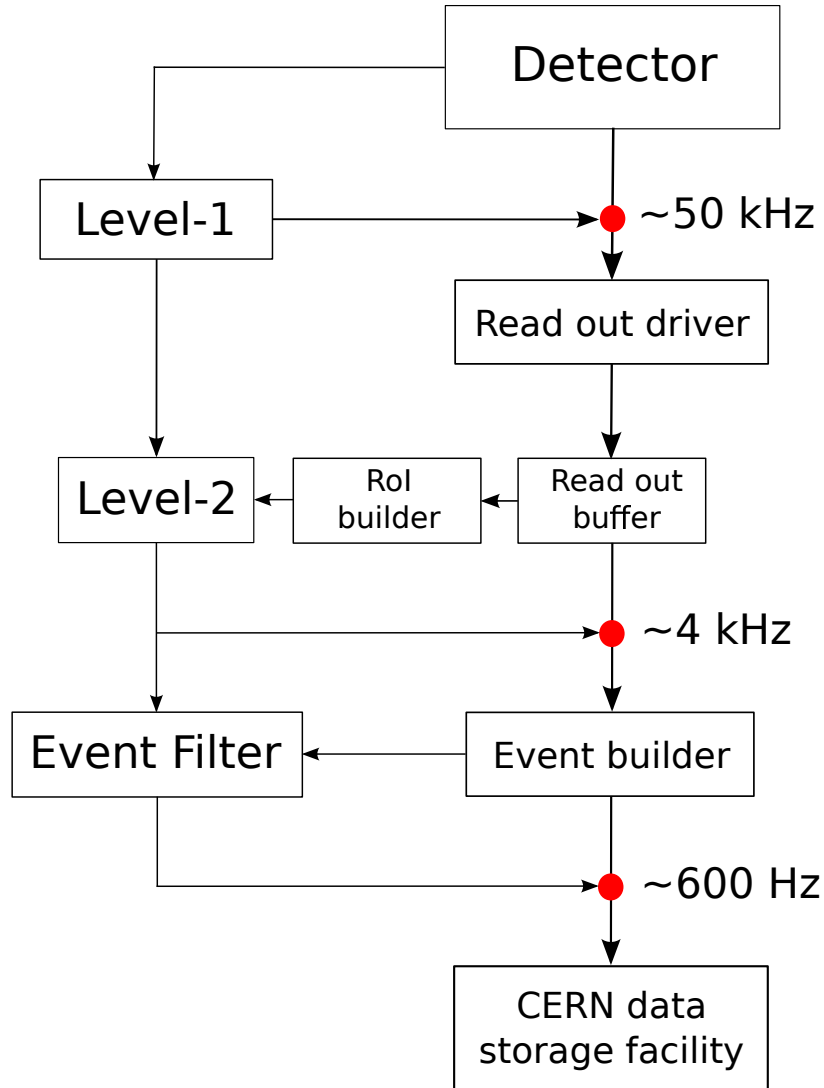 Detector
Level-1
~50 kHz
Read out driver
Level-2
RoI
builder
Read out
buffer
~4 kHz
Event Filter
Event builder
~600 Hz
CERN data
storage facility